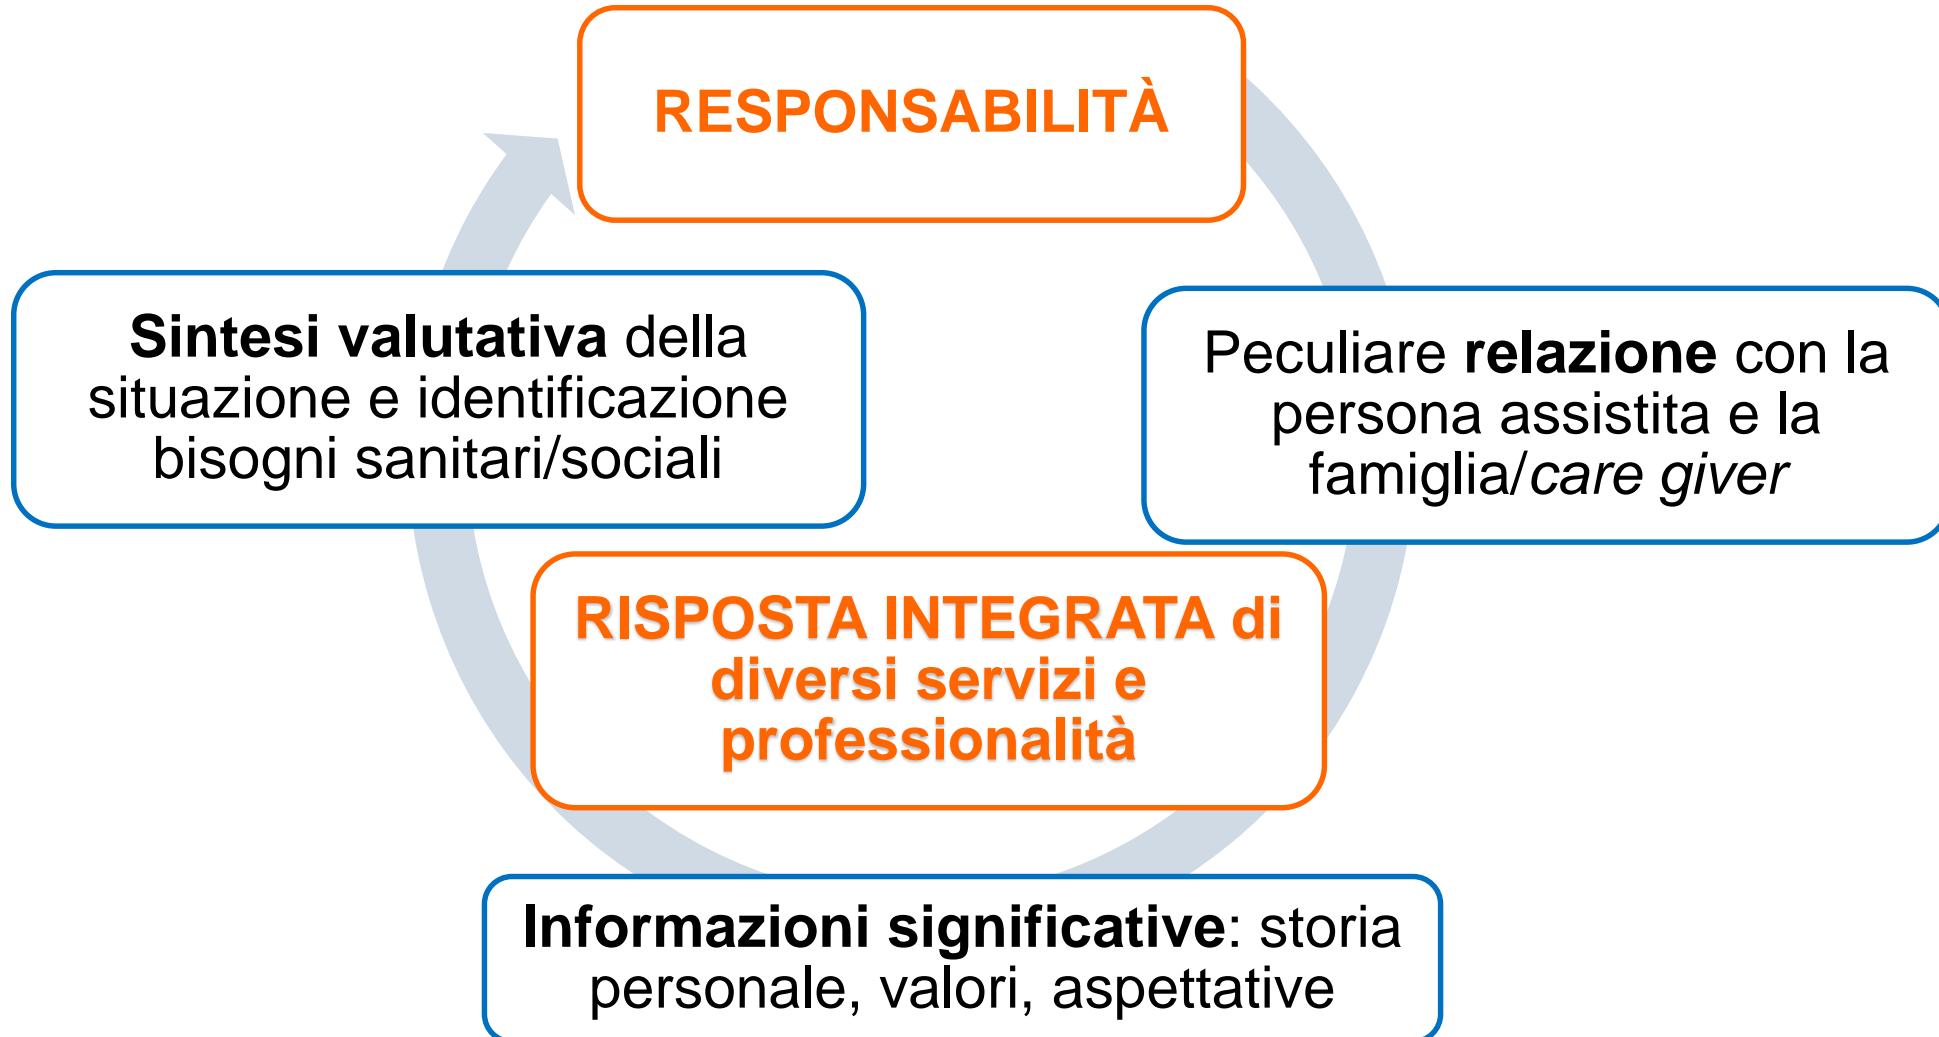 RESPONSABILITÀ
Sintesi valutativa della
situazione e identificazione
bisogni sanitari/sociali
Peculiare relazione con la
persona assistita e la
famiglia/care giver
RISPOSTA INTEGRATA di
diversi servizi e
professionalità
Informazioni significative: storia
personale, valori, aspettative